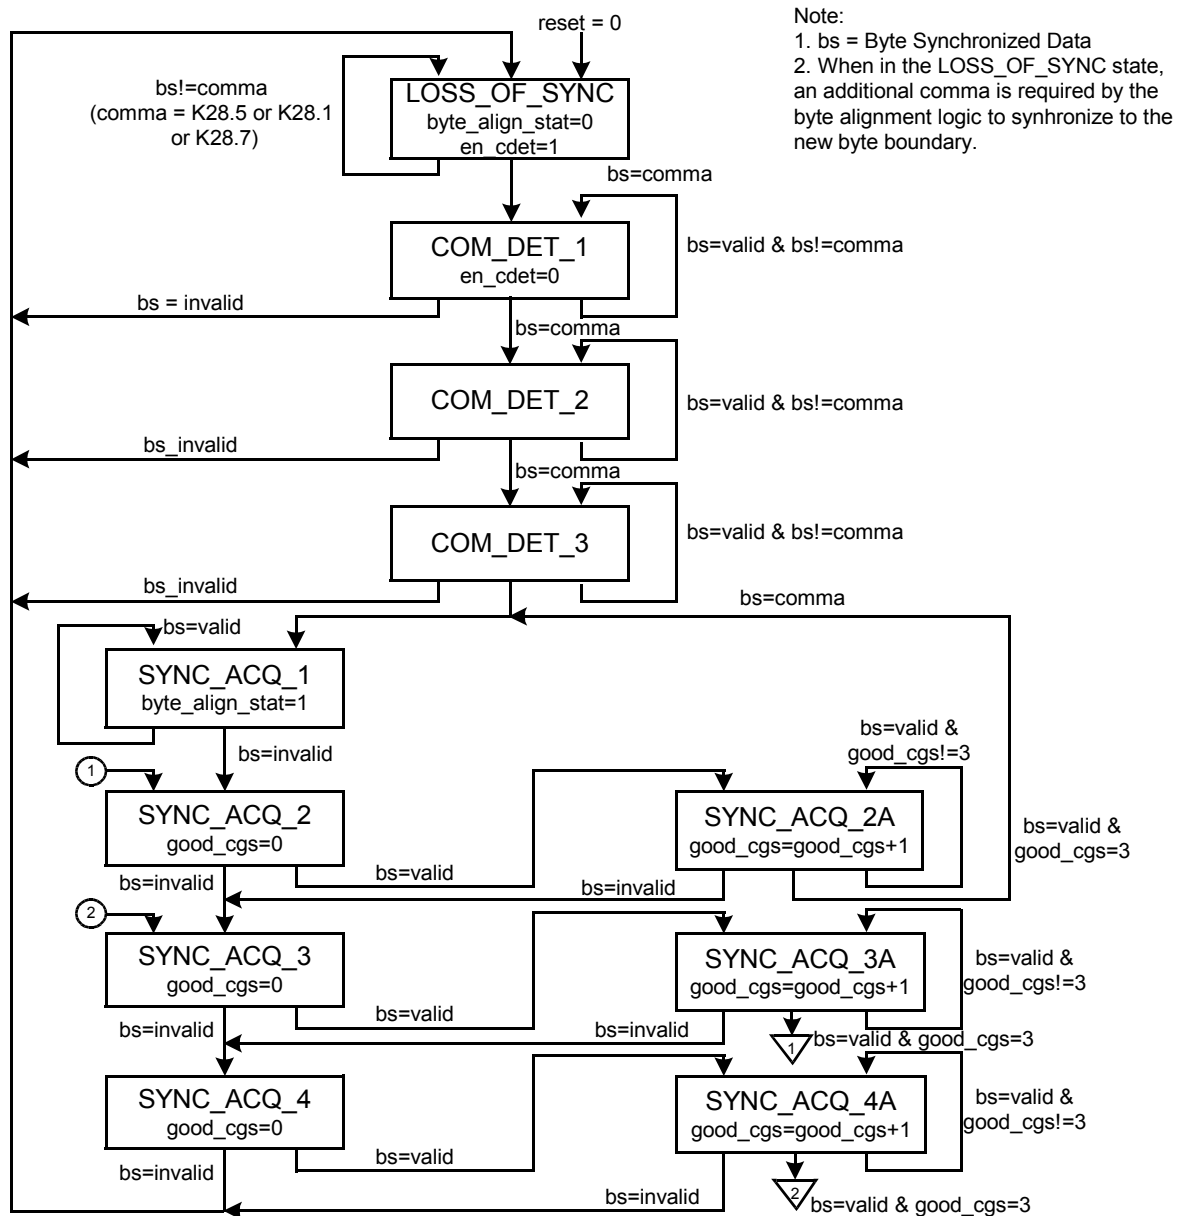 reset = 0
Note:
1. bs = Byte Synchronized Data
2. When in the LOSS_OF_SYNC state,
an additional comma is required by the
byte alignment logic to synhronize to the
new byte boundary.
bs!=comma
(comma = K28.5 or K28.1
or K28.7)
LOSS_OF_SYNC
byte_align_stat=0
en_cdet=1
bs=comma
COM_DET_1
en_cdet=0
bs=valid & bs!=comma
bs = invalid
bs=comma
COM_DET_2
bs=valid & bs!=comma
bs_invalid
bs=comma
COM_DET_3
bs=valid & bs!=comma
bs_invalid
bs=comma
bs=valid
SYNC_ACQ_1
byte_align_stat=1
bs=invalid
bs=valid &
good_cgs!=3
1
SYNC_ACQ_2
good_cgs=0
SYNC_ACQ_2A
good_cgs=good_cgs+1
bs=valid &
good_cgs=3
bs=invalid
bs=valid
bs=invalid
2
SYNC_ACQ_3
good_cgs=0
SYNC_ACQ_3A
good_cgs=good_cgs+1
bs=valid &
good_cgs!=3
bs=invalid
bs=valid
bs=invalid
1
bs=valid & good_cgs=3
SYNC_ACQ_4
good_cgs=0
SYNC_ACQ_4A
good_cgs=good_cgs+1
bs=valid &
good_cgs!=3
bs=invalid
bs=valid
bs=invalid
2
bs=valid & good_cgs=3